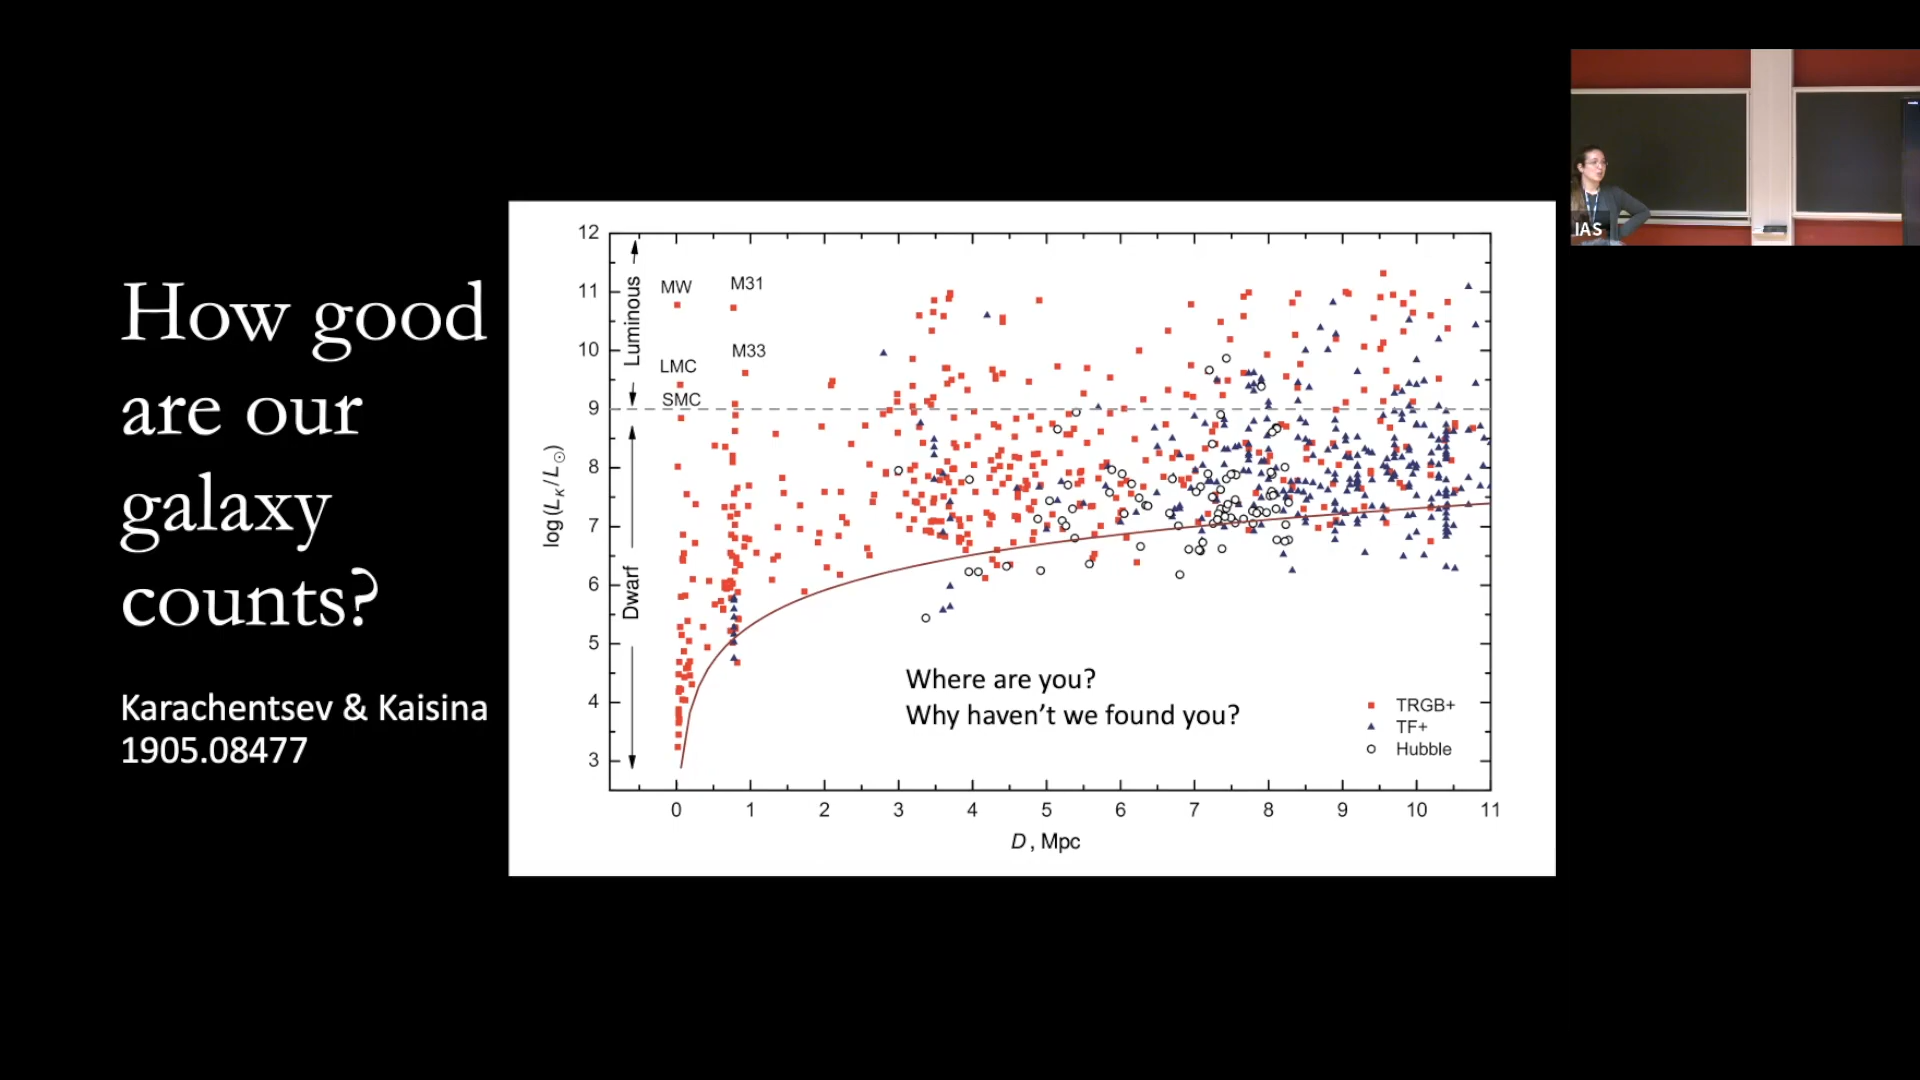 How good
are our
galaxy
counts?
Karachentsev & Kaisina
1905.08477
12
11
10
9
8
7
6
5
4
3
log (L_K / L_⊙)
Luminous
Dwarf
MW
M31
M33
LMC
SMC
Where are you?
Why haven't we found you?
TRGB+
TF+
Hubble
0 1 2 3 4 5 6 7 8 9 10 11
D , Mpc
IAS